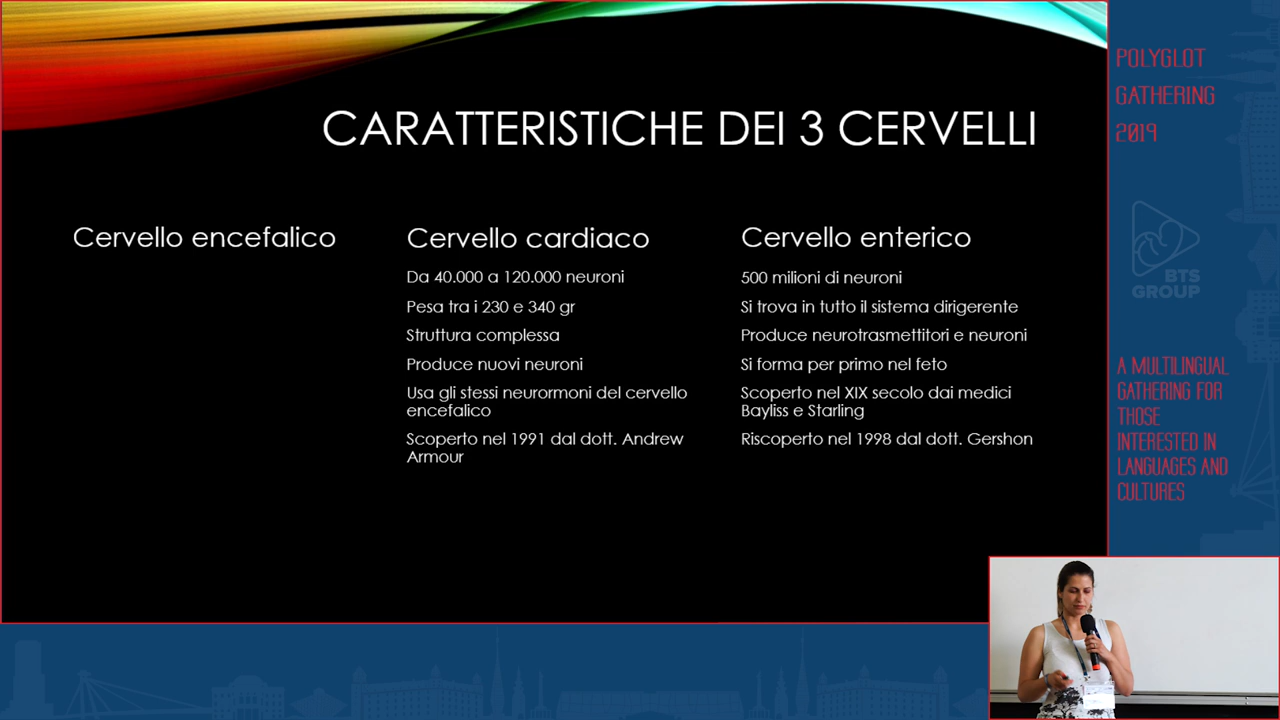 CARATTERISTICHE DEI 3 CERVELLI
Cervello encefalico
Cervello cardiaco
Da 40.000 a 120.000 neuroni
Pesa tra i 230 e 340 gr
Struttura complessa
Produce nuovi neuroni
Usa gli stessi neurormoni del cervello
encefalico
Scoperto nel 1991 dal dott. Andrew
Armour
Cervello enterico
500 milioni di neuroni
Si trova in tutto il sistema dirigerente
Produce neurotrasmettitori e neuroni
Si forma per primo nel feto
Scoperto nel XIX secolo dai medici
Bayliss e Starling
Riscoperto nel 1998 dal dott. Gershon
POLYGLOT
GATHERING
2019
BTS
GROUP
A MULTILINGUAL
GATHERING FOR
THOSE
INTERESTED IN
LANGUAGES AND
CULTURES